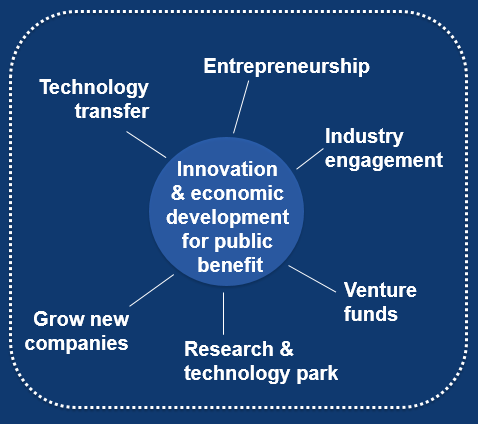 Entrepreneurship
Technology
transfer
Industry
engagement
Innovation
& economic
development
for public
benefit
Venture
funds
Grow new
companies
Research &
technology park